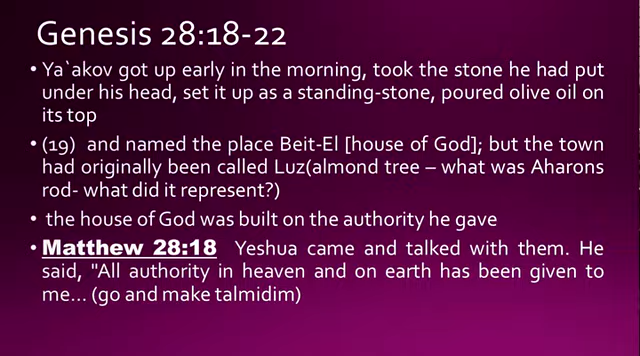 Genesis 28:18-22
• Ya`akov got up early in the morning, took the stone he had put
under his head, set it up as a standing-stone, poured olive oil on
its top
• (19) and named the place Beit-El [house of God]; but the town
had originally been called Luz(almond tree – what was Aharons
rod- what did it represent?)
• the house of God was built on the authority he gave
• Matthew 28:18 Yeshua came and talked with them. He
said, "All authority in heaven and on earth has been given to
me... (go and make talmidim)